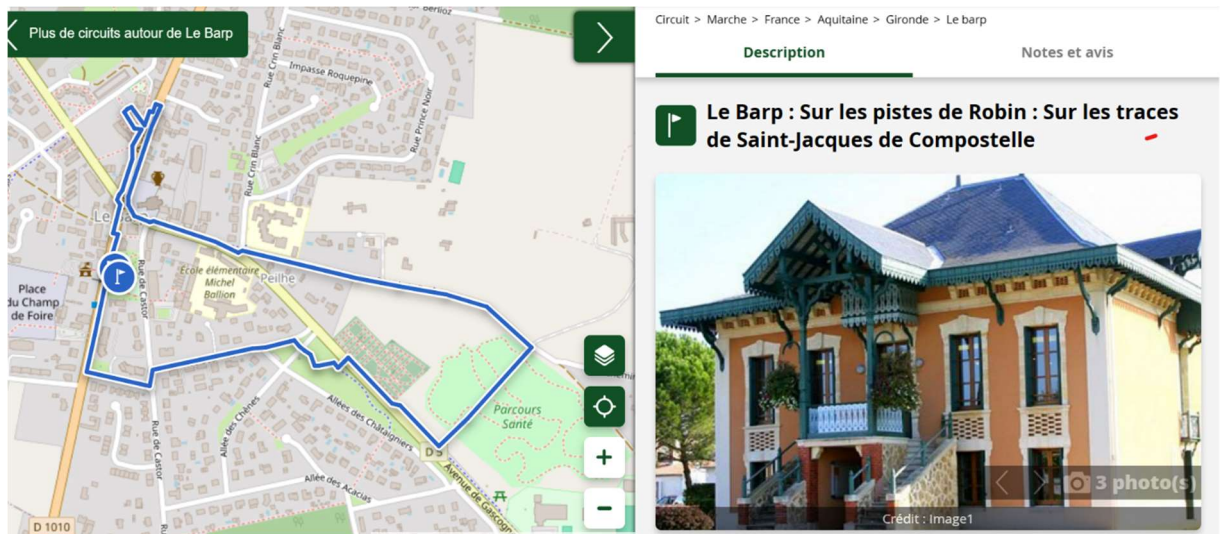 Berlioz
Plus de circuits autour de Le Barp
Rue Crin Blanc
Impasse Roquepine
Rue Prince Noir
Rue Crin Blanc
École élémentaire
Michel
Ballion
Peilhe
Rue de Castor
Place
du Champ
de Foire
Parcours
Santé
Allées des Châtaigniers
Allée des Chênes
D 5
Rue de Castor
Avenue de Gascogne
Allée des Acacias
D 1010
+
−
Circuit > Marche > France > Aquitaine > Gironde > Le barp
Description Notes et avis
Le Barp : Sur les pistes de Robin : Sur les traces
de Saint-Jacques de Compostelle
3 photo(s)
Crédit : Image1